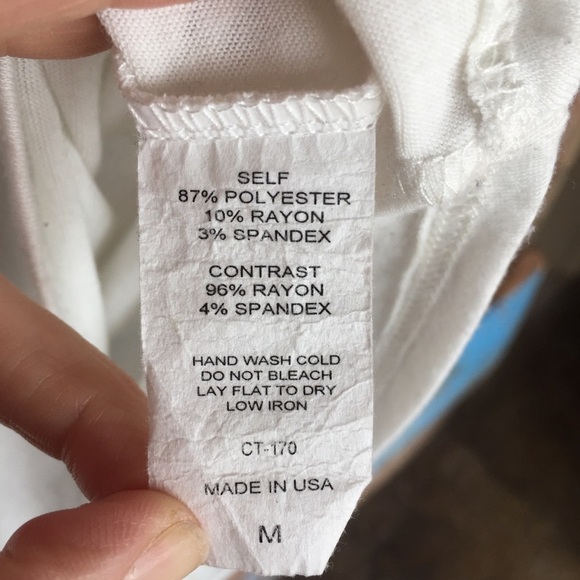 SELF
87% POLYESTER
10% RAYON
3% SPANDEX
CONTRAST
96% RAYON
4% SPANDEX
HAND WASH COLD
DO NOT BLEACH
LAY FLAT TO DRY
LOW IRON
CT-170
MADE IN USA
M